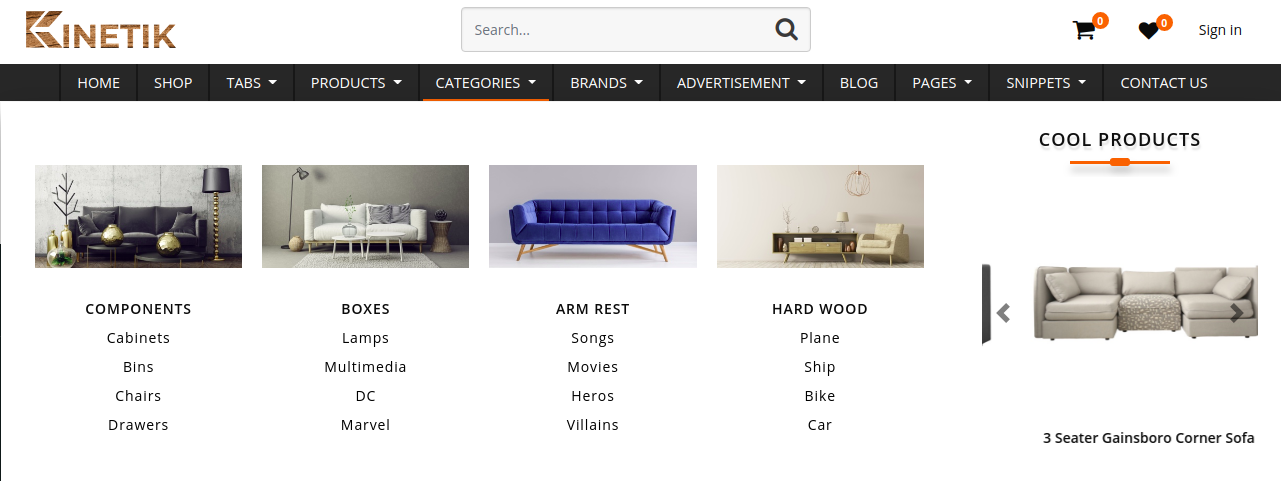 KINETIK
Search...
0
0
Sign in
HOME SHOP TABS PRODUCTS CATEGORIES BRANDS ADVERTISEMENT BLOG PAGES SNIPPETS CONTACT US
COOL PRODUCTS
COMPONENTS BOXES ARM REST HARD WOOD
Cabinets Lamps Songs Plane
Bins Multimedia Movies Ship
Chairs DC Heros Bike
Drawers Marvel Villains Car
3 Seater Gainsboro Corner Sofa